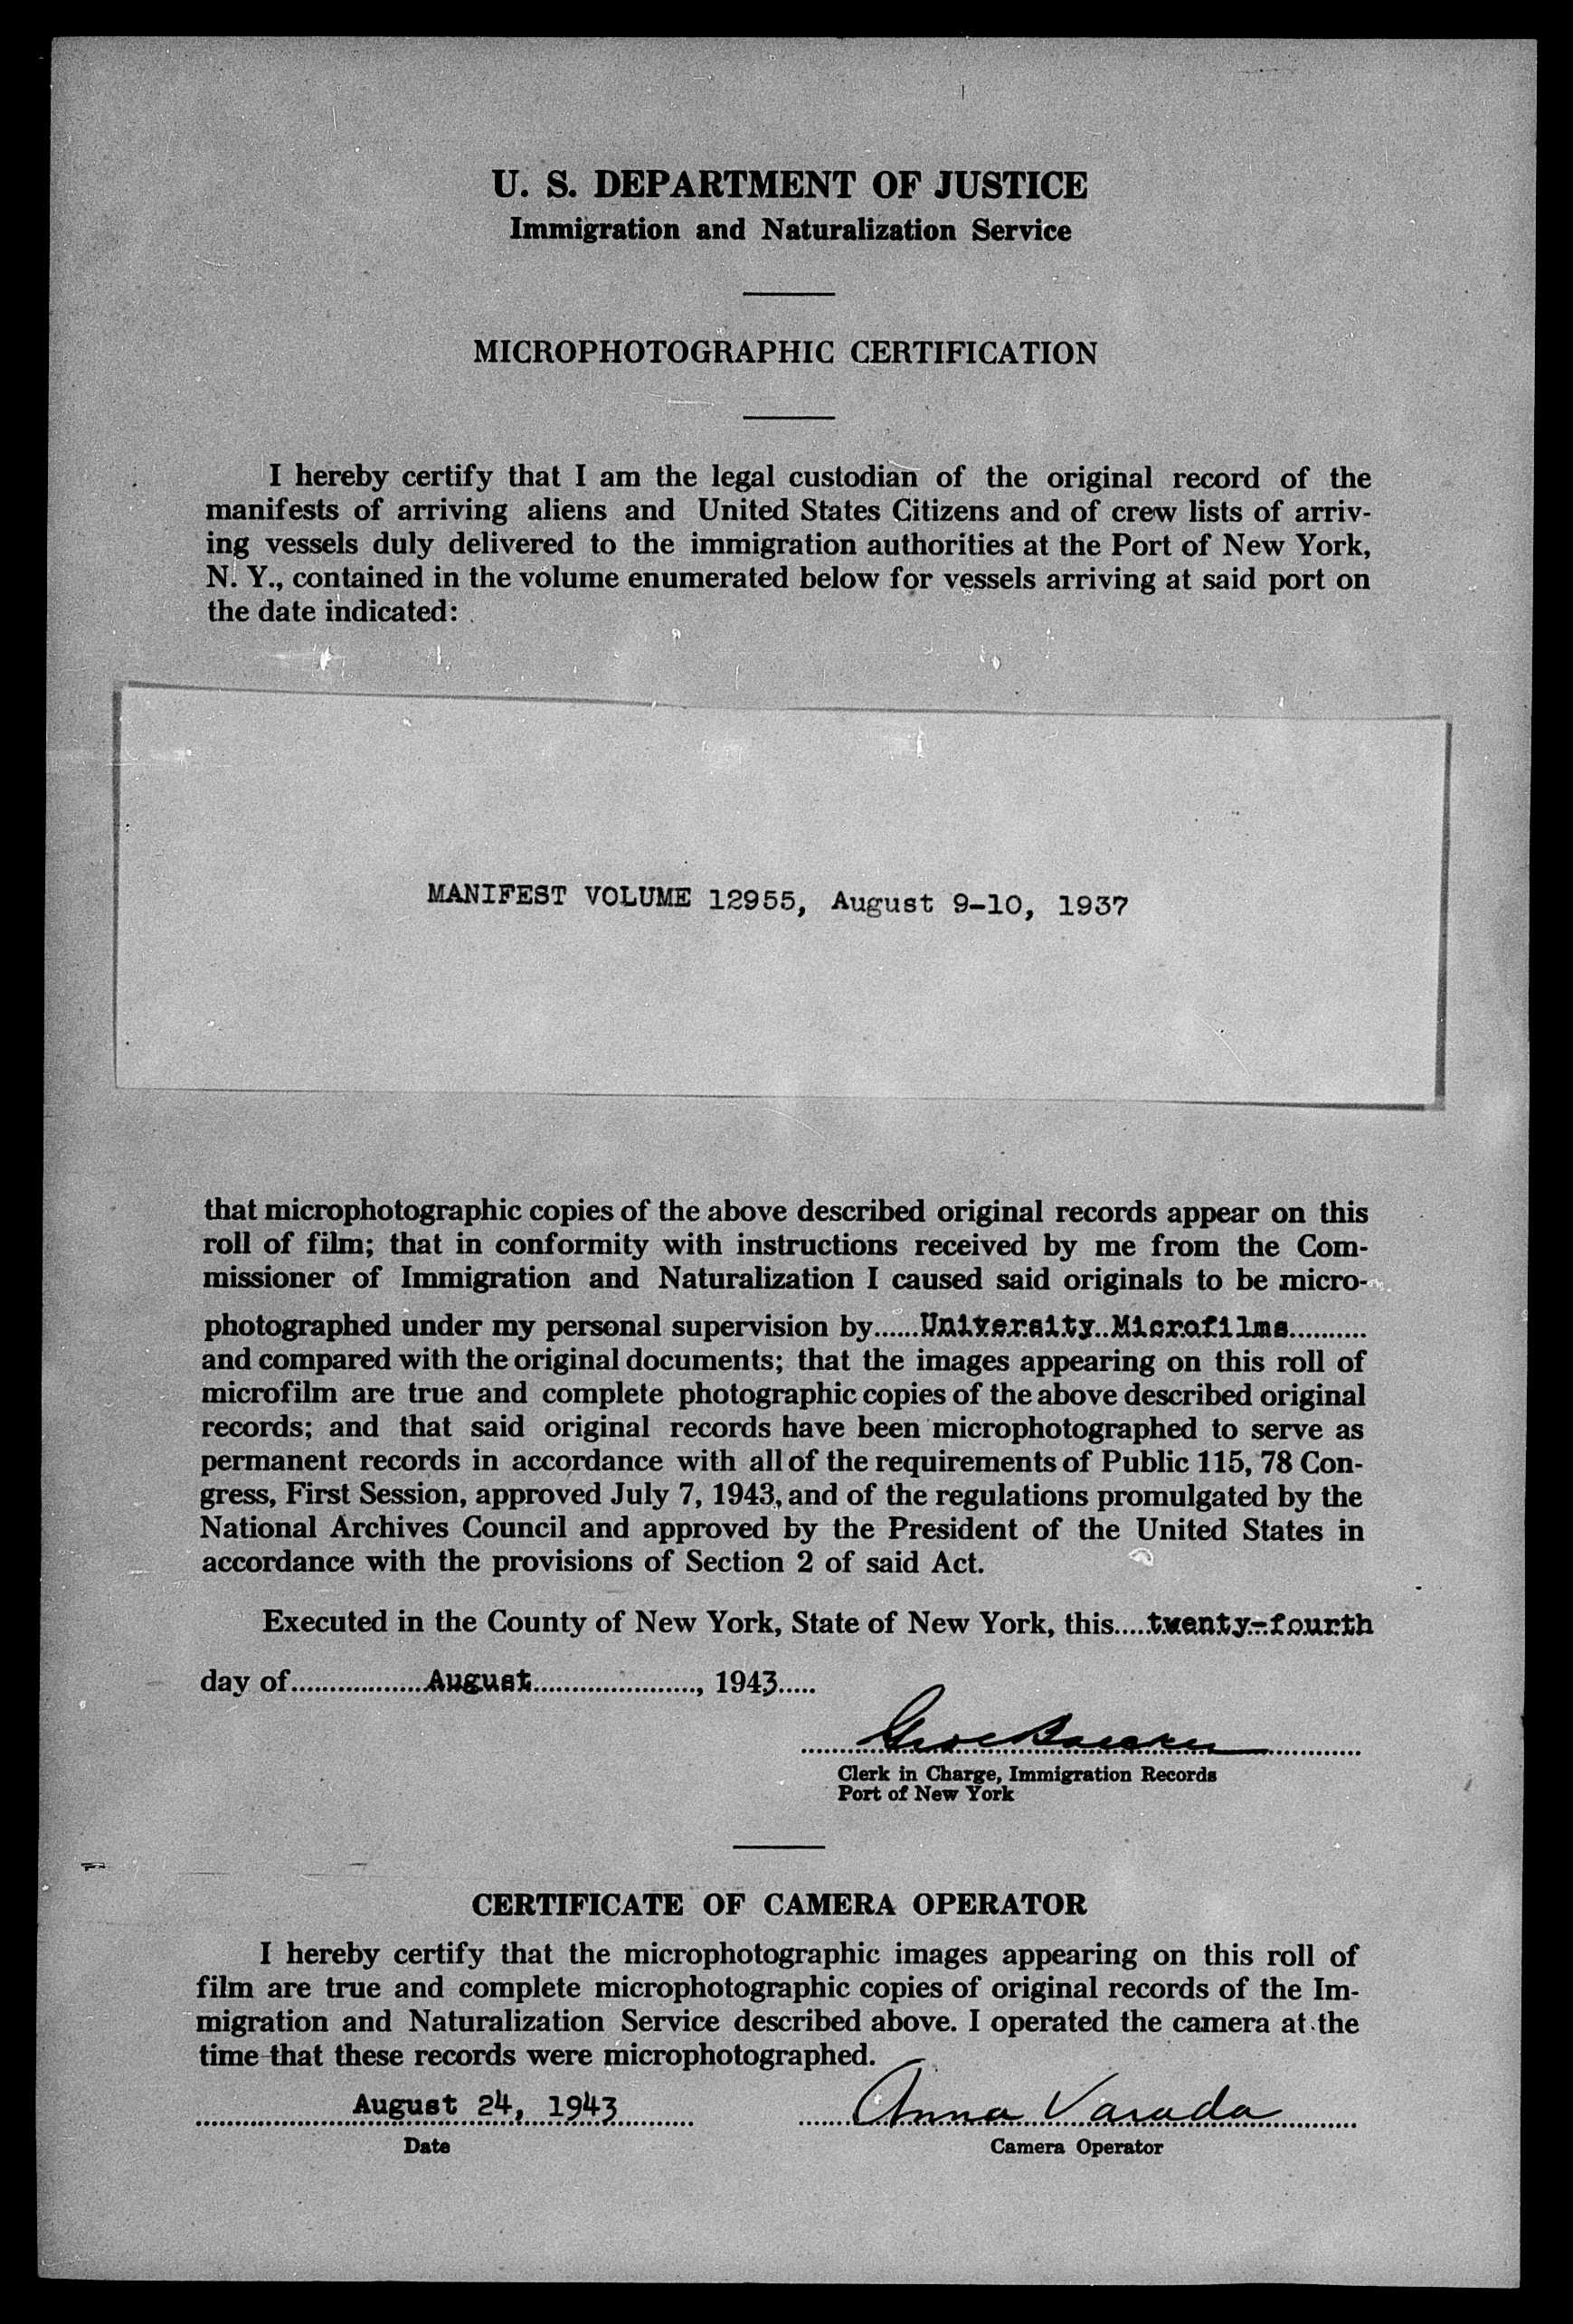 U. S. DEPARTMENT OF JUSTICE
Immigration and Naturalization Service
MICROPHOTOGRAPHIC CERTIFICATION
I hereby certify that I am the legal custodian of the original record of the
manifests of arriving aliens and United States Citizens and of crew lists of arriv-
ing vessels duly delivered to the immigration authorities at the Port of New York,
N. Y., contained in the volume enumerated below for vessels arriving at said port on
the date indicated:
MANIFEST VOLUME 12955, August 9-10, 1937
that microphotographic copies of the above described original records appear on this
roll of film; that in conformity with instructions received by me from the Com-
missioner of Immigration and Naturalization I caused said originals to be micro-
photographed under my personal supervision by......University Microfilms..........
and compared with the original documents; that the images appearing on this roll of
microfilm are true and complete photographic copies of the above described original
records; and that said original records have been microphotographed to serve as
permanent records in accordance with all of the requirements of Public 115, 78 Con-
gress, First Session, approved July 7, 1943, and of the regulations promulgated by the
National Archives Council and approved by the President of the United States in
accordance with the provisions of Section 2 of said Act.
Executed in the County of New York, State of New York, this.....twenty-fourth
day of..................August....................., 1943.....
Clerk in Charge, Immigration Records
Port of New York
CERTIFICATE OF CAMERA OPERATOR
I hereby certify that the microphotographic images appearing on this roll of
film are true and complete microphotographic copies of original records of the Im-
migration and Naturalization Service described above. I operated the camera at the
time that these records were microphotographed.
August 24, 1943 Anna Varada
Date Camera Operator